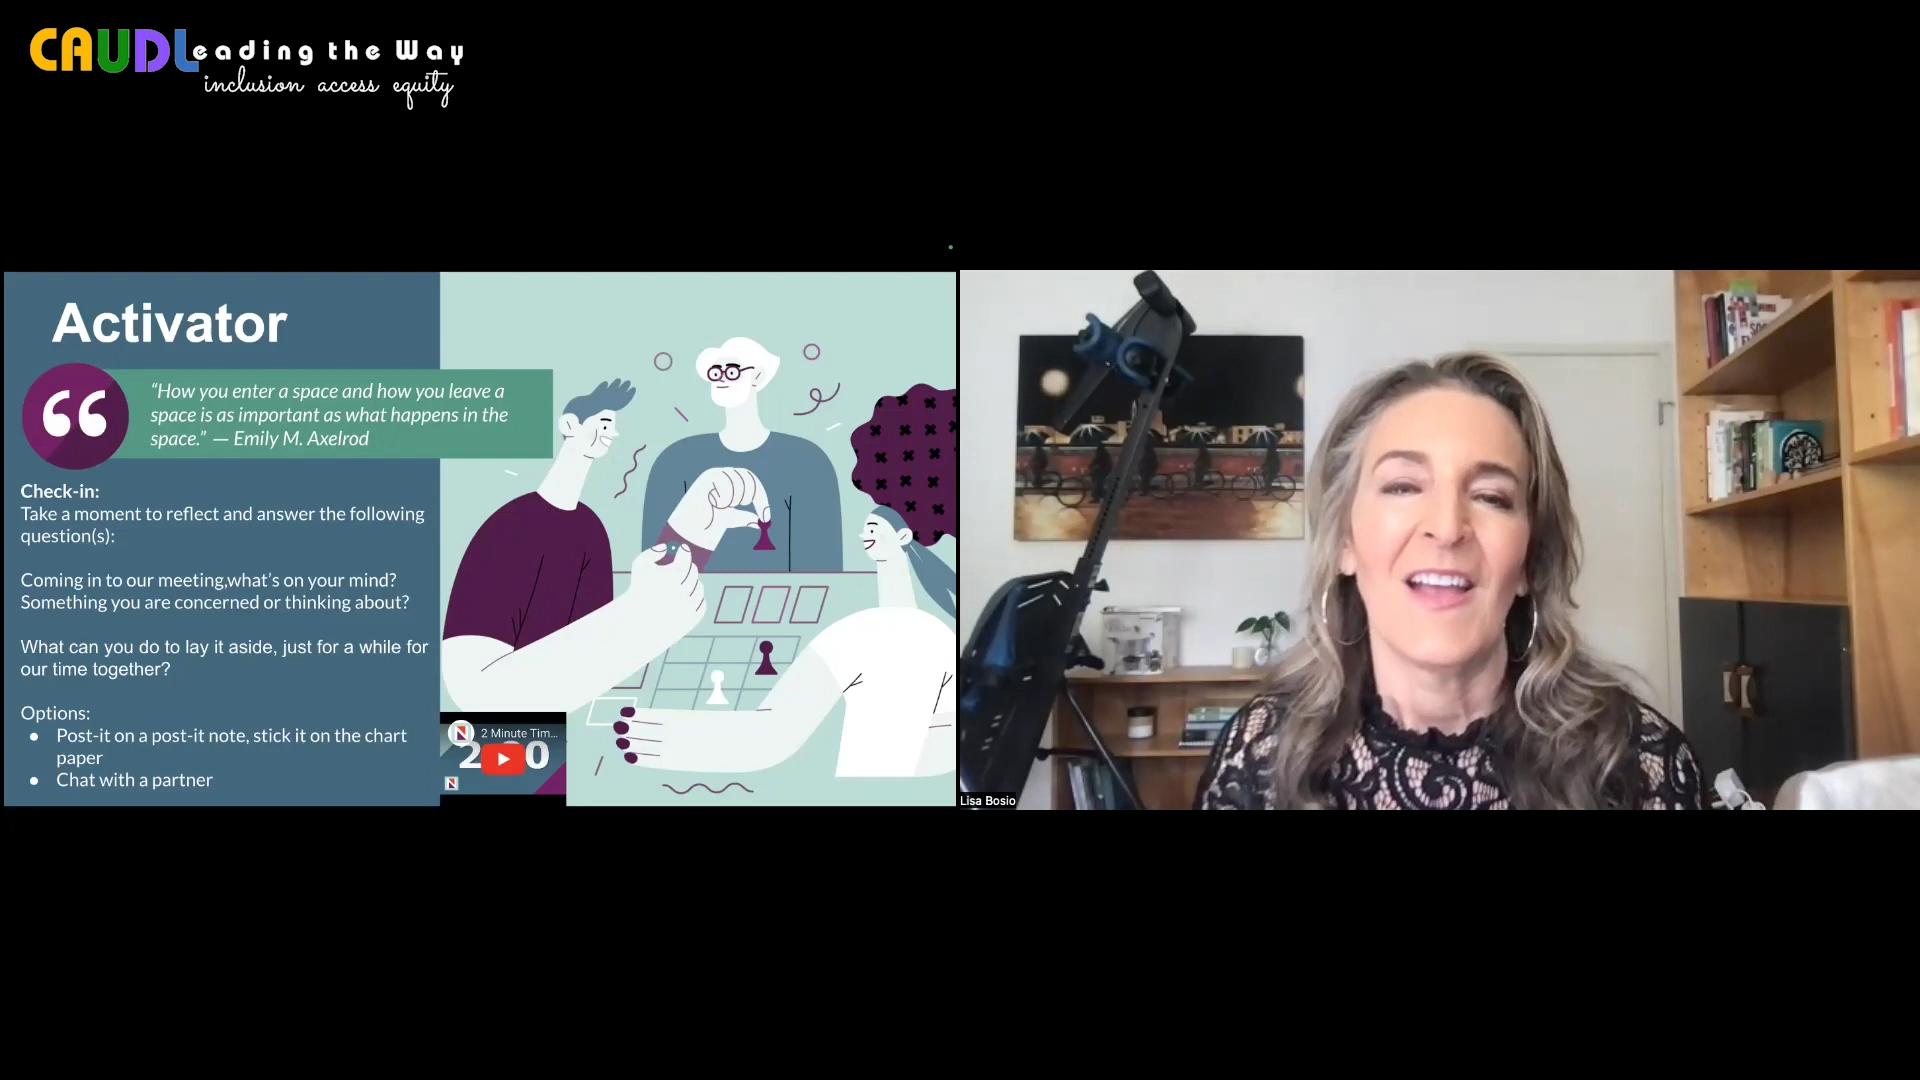 CAUDLeading the Way
inclusion access equity
Activator
“How you enter a space and how you leave a
space is as important as what happens in the
space.” — Emily M. Axelrod
Check-in:
Take a moment to reflect and answer the following
question(s):
Coming in to our meeting,what’s on your mind?
Something you are concerned or thinking about?
What can you do to lay it aside, just for a while for
our time together?
Options:
● Post-it on a post-it note, stick it on the chart
paper
● Chat with a partner
2 Minute Tim...
Lisa Bosio